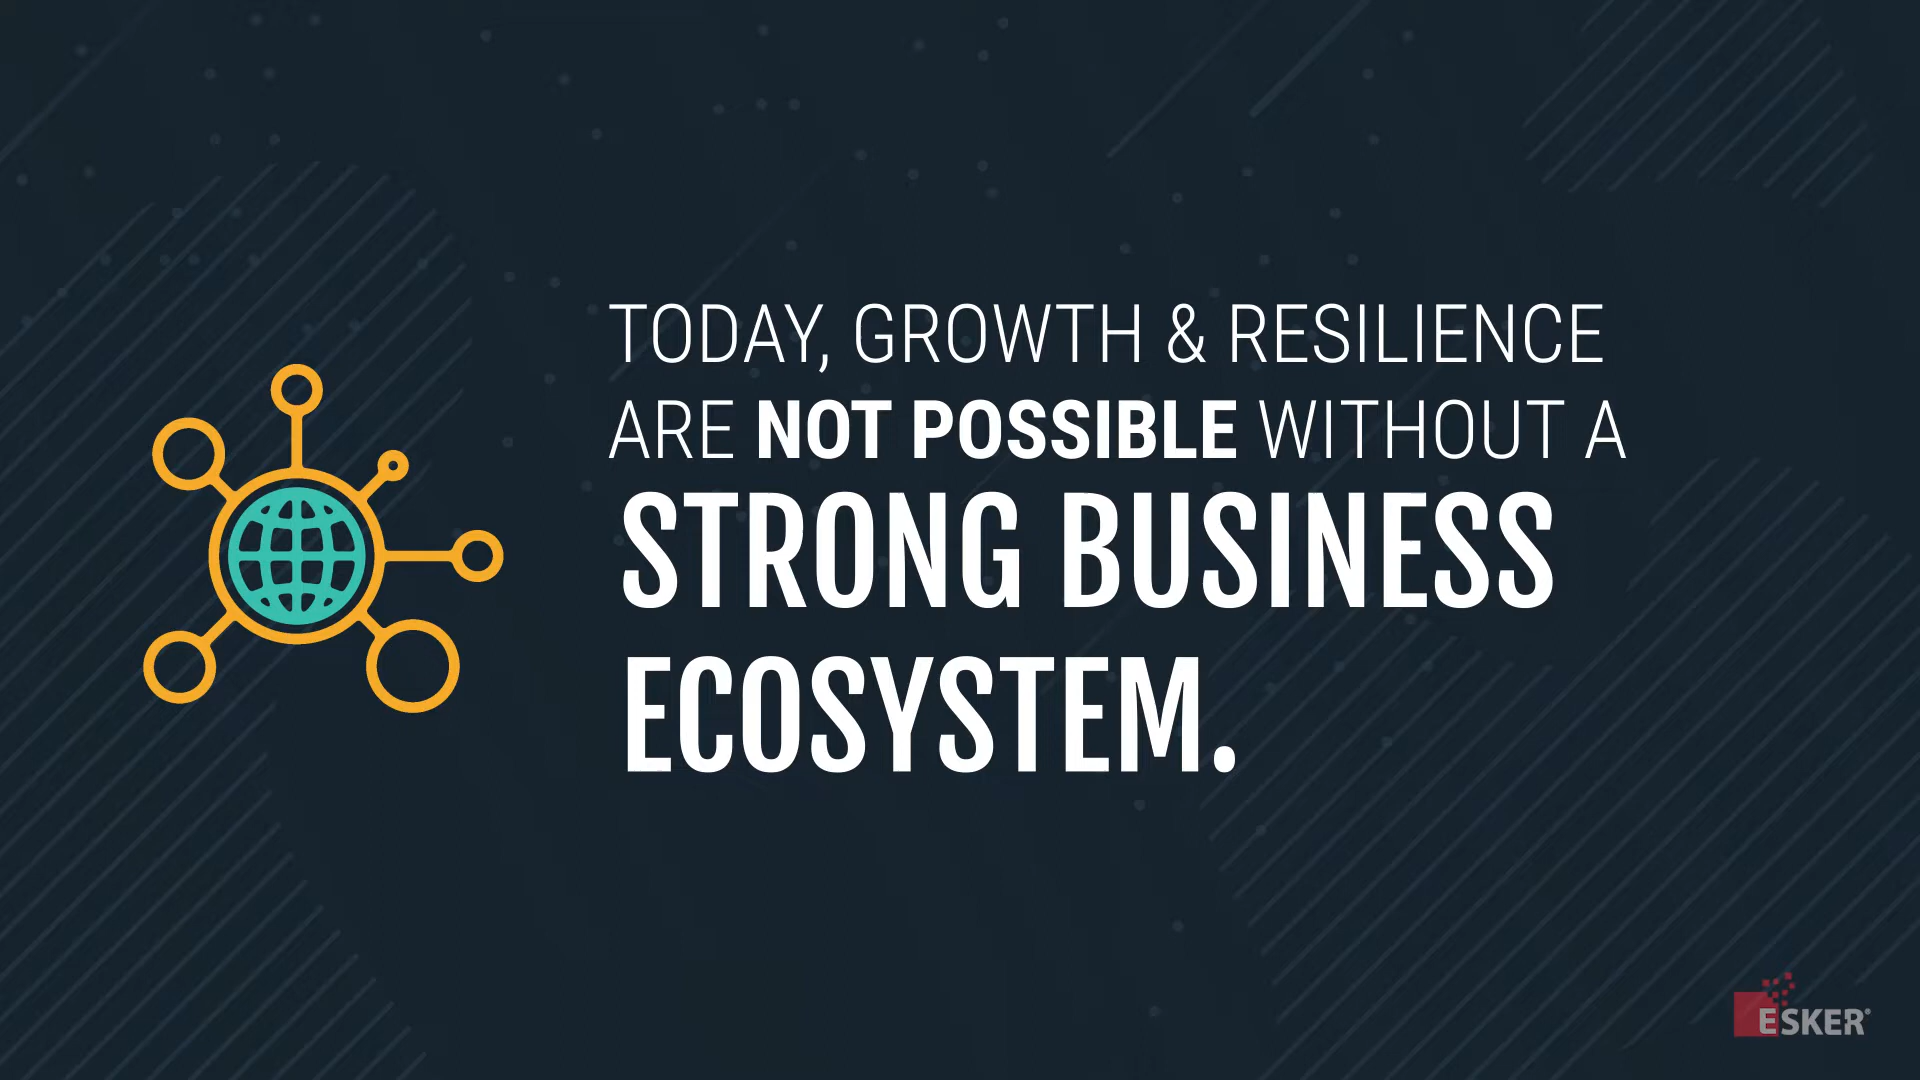 TODAY, GROWTH & RESILIENCE
ARE NOT POSSIBLE WITHOUT A
STRONG BUSINESS
ECOSYSTEM.
ESKER®